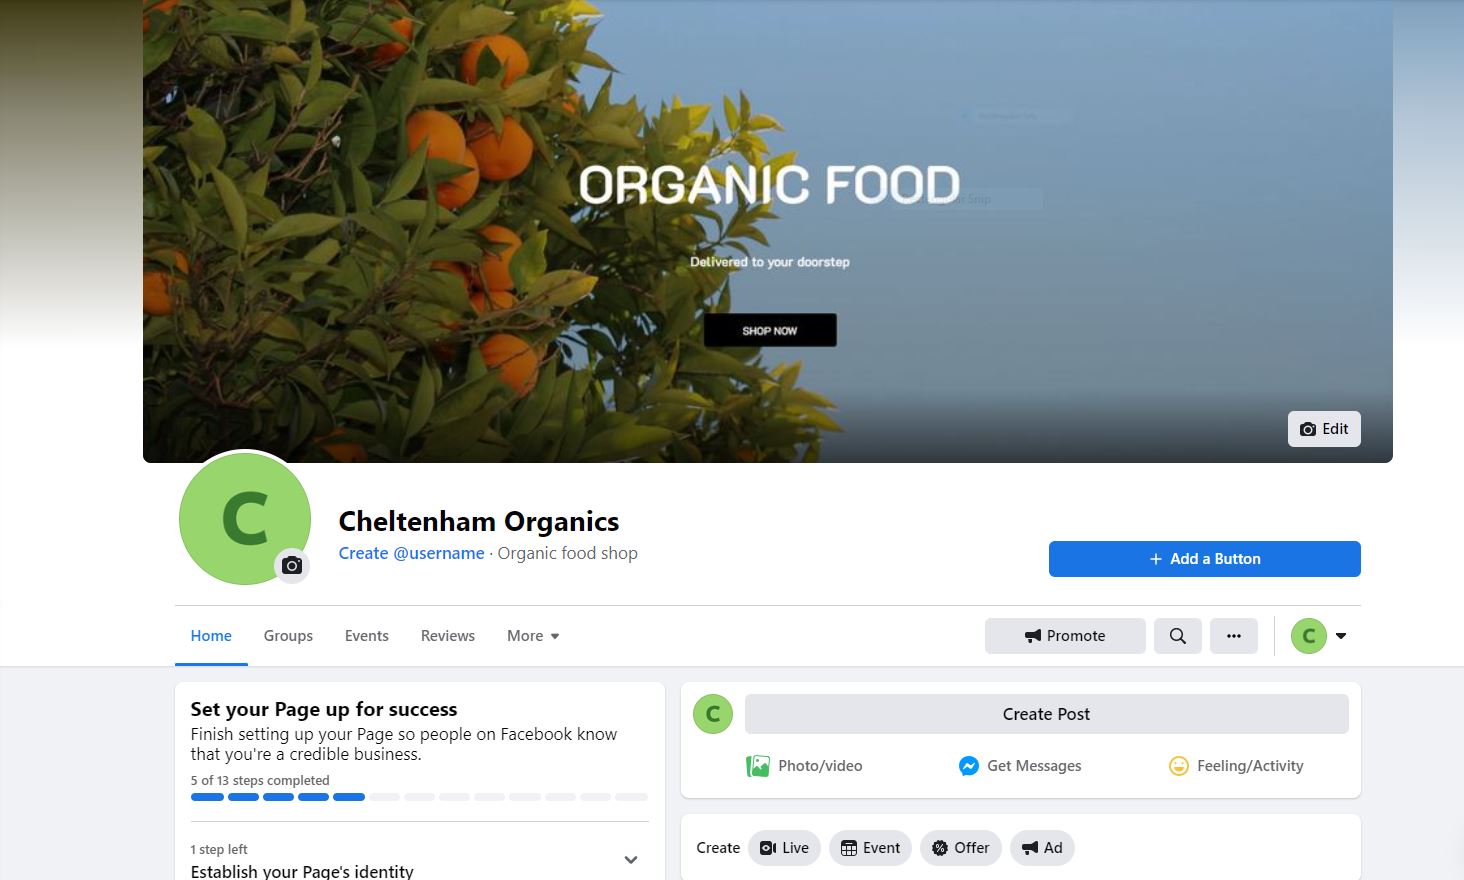 ORGANIC FOOD
Delivered to your doorstep
SHOP NOW
Edit
C
Cheltenham Organics
Create @username · Organic food shop
+ Add a Button
Home Groups Events Reviews More
Promote
C
Set your Page up for success
Finish setting up your Page so people on Facebook know
that you're a credible business.
5 of 13 steps completed
1 step left
Establish your Page's identity
C
Create Post
Photo/video Get Messages Feeling/Activity
Create Live Event Offer Ad